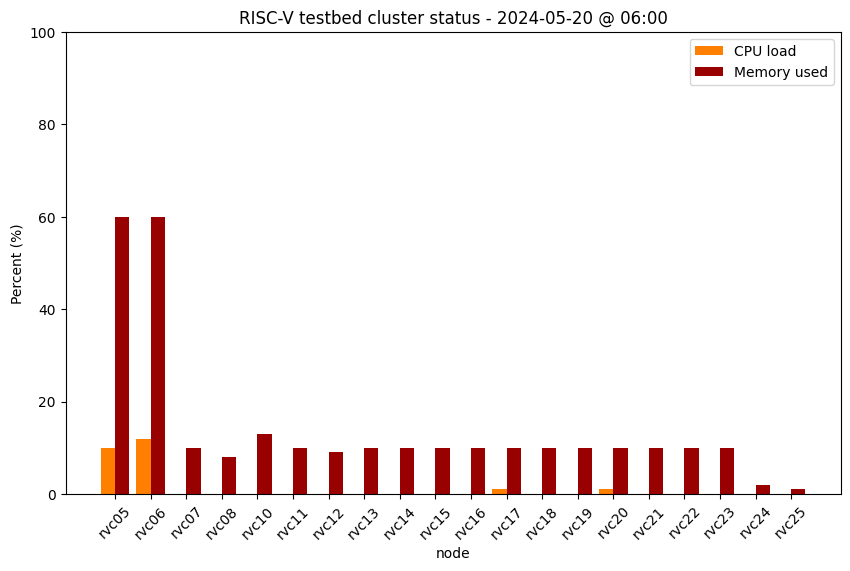 RISC-V testbed cluster status - 2024-05-20 @ 06:00
CPU load
Memory used
Percent (%)
100
80
60
40
20
0
rvc05
rvc06
rvc07
rvc08
rvc10
rvc11
rvc12
rvc13
rvc14
rvc15
rvc16
rvc17
rvc18
rvc19
rvc20
rvc21
rvc22
rvc23
rvc24
rvc25
node